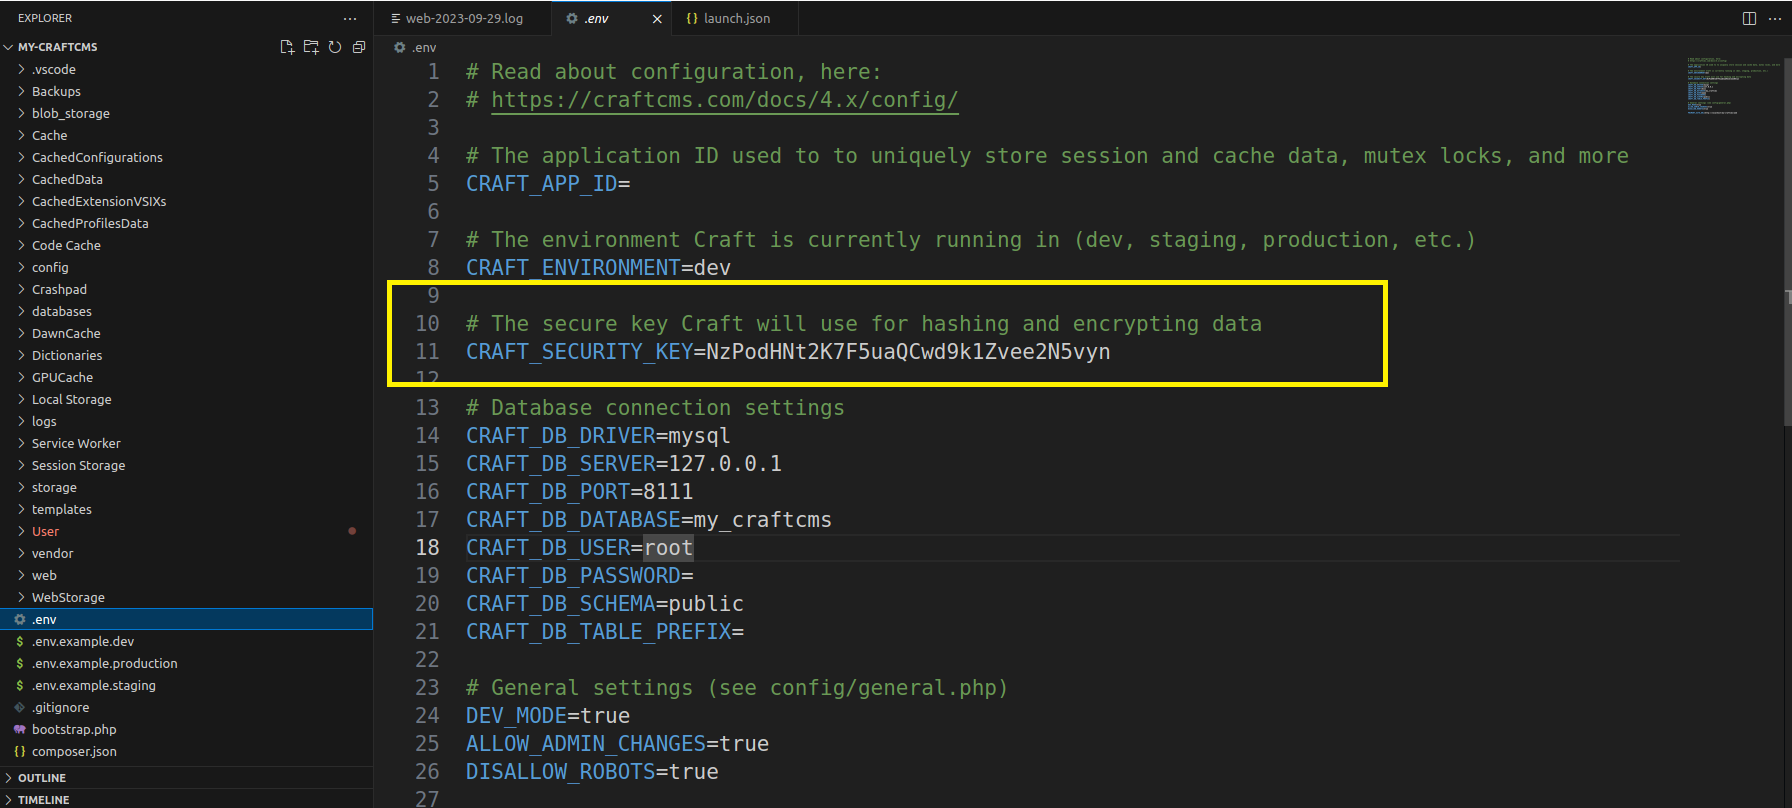 EXPLORER
MY-CRAFTCMS
.vscode
Backups
blob_storage
Cache
CachedConfigurations
CachedData
CachedExtensionVSIXs
CachedProfilesData
Code Cache
config
Crashpad
databases
DawnCache
Dictionaries
GPUCache
Local Storage
logs
Service Worker
Session Storage
storage
templates
User
vendor
web
WebStorage
.env
$ .env.example.dev
$ .env.example.production
$ .env.example.staging
.gitignore
bootstrap.php
{} composer.json
OUTLINE
TIMELINE
web-2023-09-29.log
.env
{} launch.json
.env
1 # Read about configuration, here:
2 # https://craftcms.com/docs/4.x/config/
3
4 # The application ID used to to uniquely store session and cache data, mutex locks, and more
5 CRAFT_APP_ID=
6
7 # The environment Craft is currently running in (dev, staging, production, etc.)
8 CRAFT_ENVIRONMENT=dev
9
10 # The secure key Craft will use for hashing and encrypting data
11 CRAFT_SECURITY_KEY=NzPodHNt2K7F5uaQCwd9k1Zvee2N5vyn
12
13 # Database connection settings
14 CRAFT_DB_DRIVER=mysql
15 CRAFT_DB_SERVER=127.0.0.1
16 CRAFT_DB_PORT=8111
17 CRAFT_DB_DATABASE=my_craftcms
18 CRAFT_DB_USER=root
19 CRAFT_DB_PASSWORD=
20 CRAFT_DB_SCHEMA=public
21 CRAFT_DB_TABLE_PREFIX=
22
23 # General settings (see config/general.php)
24 DEV_MODE=true
25 ALLOW_ADMIN_CHANGES=true
26 DISALLOW_ROBOTS=true
27